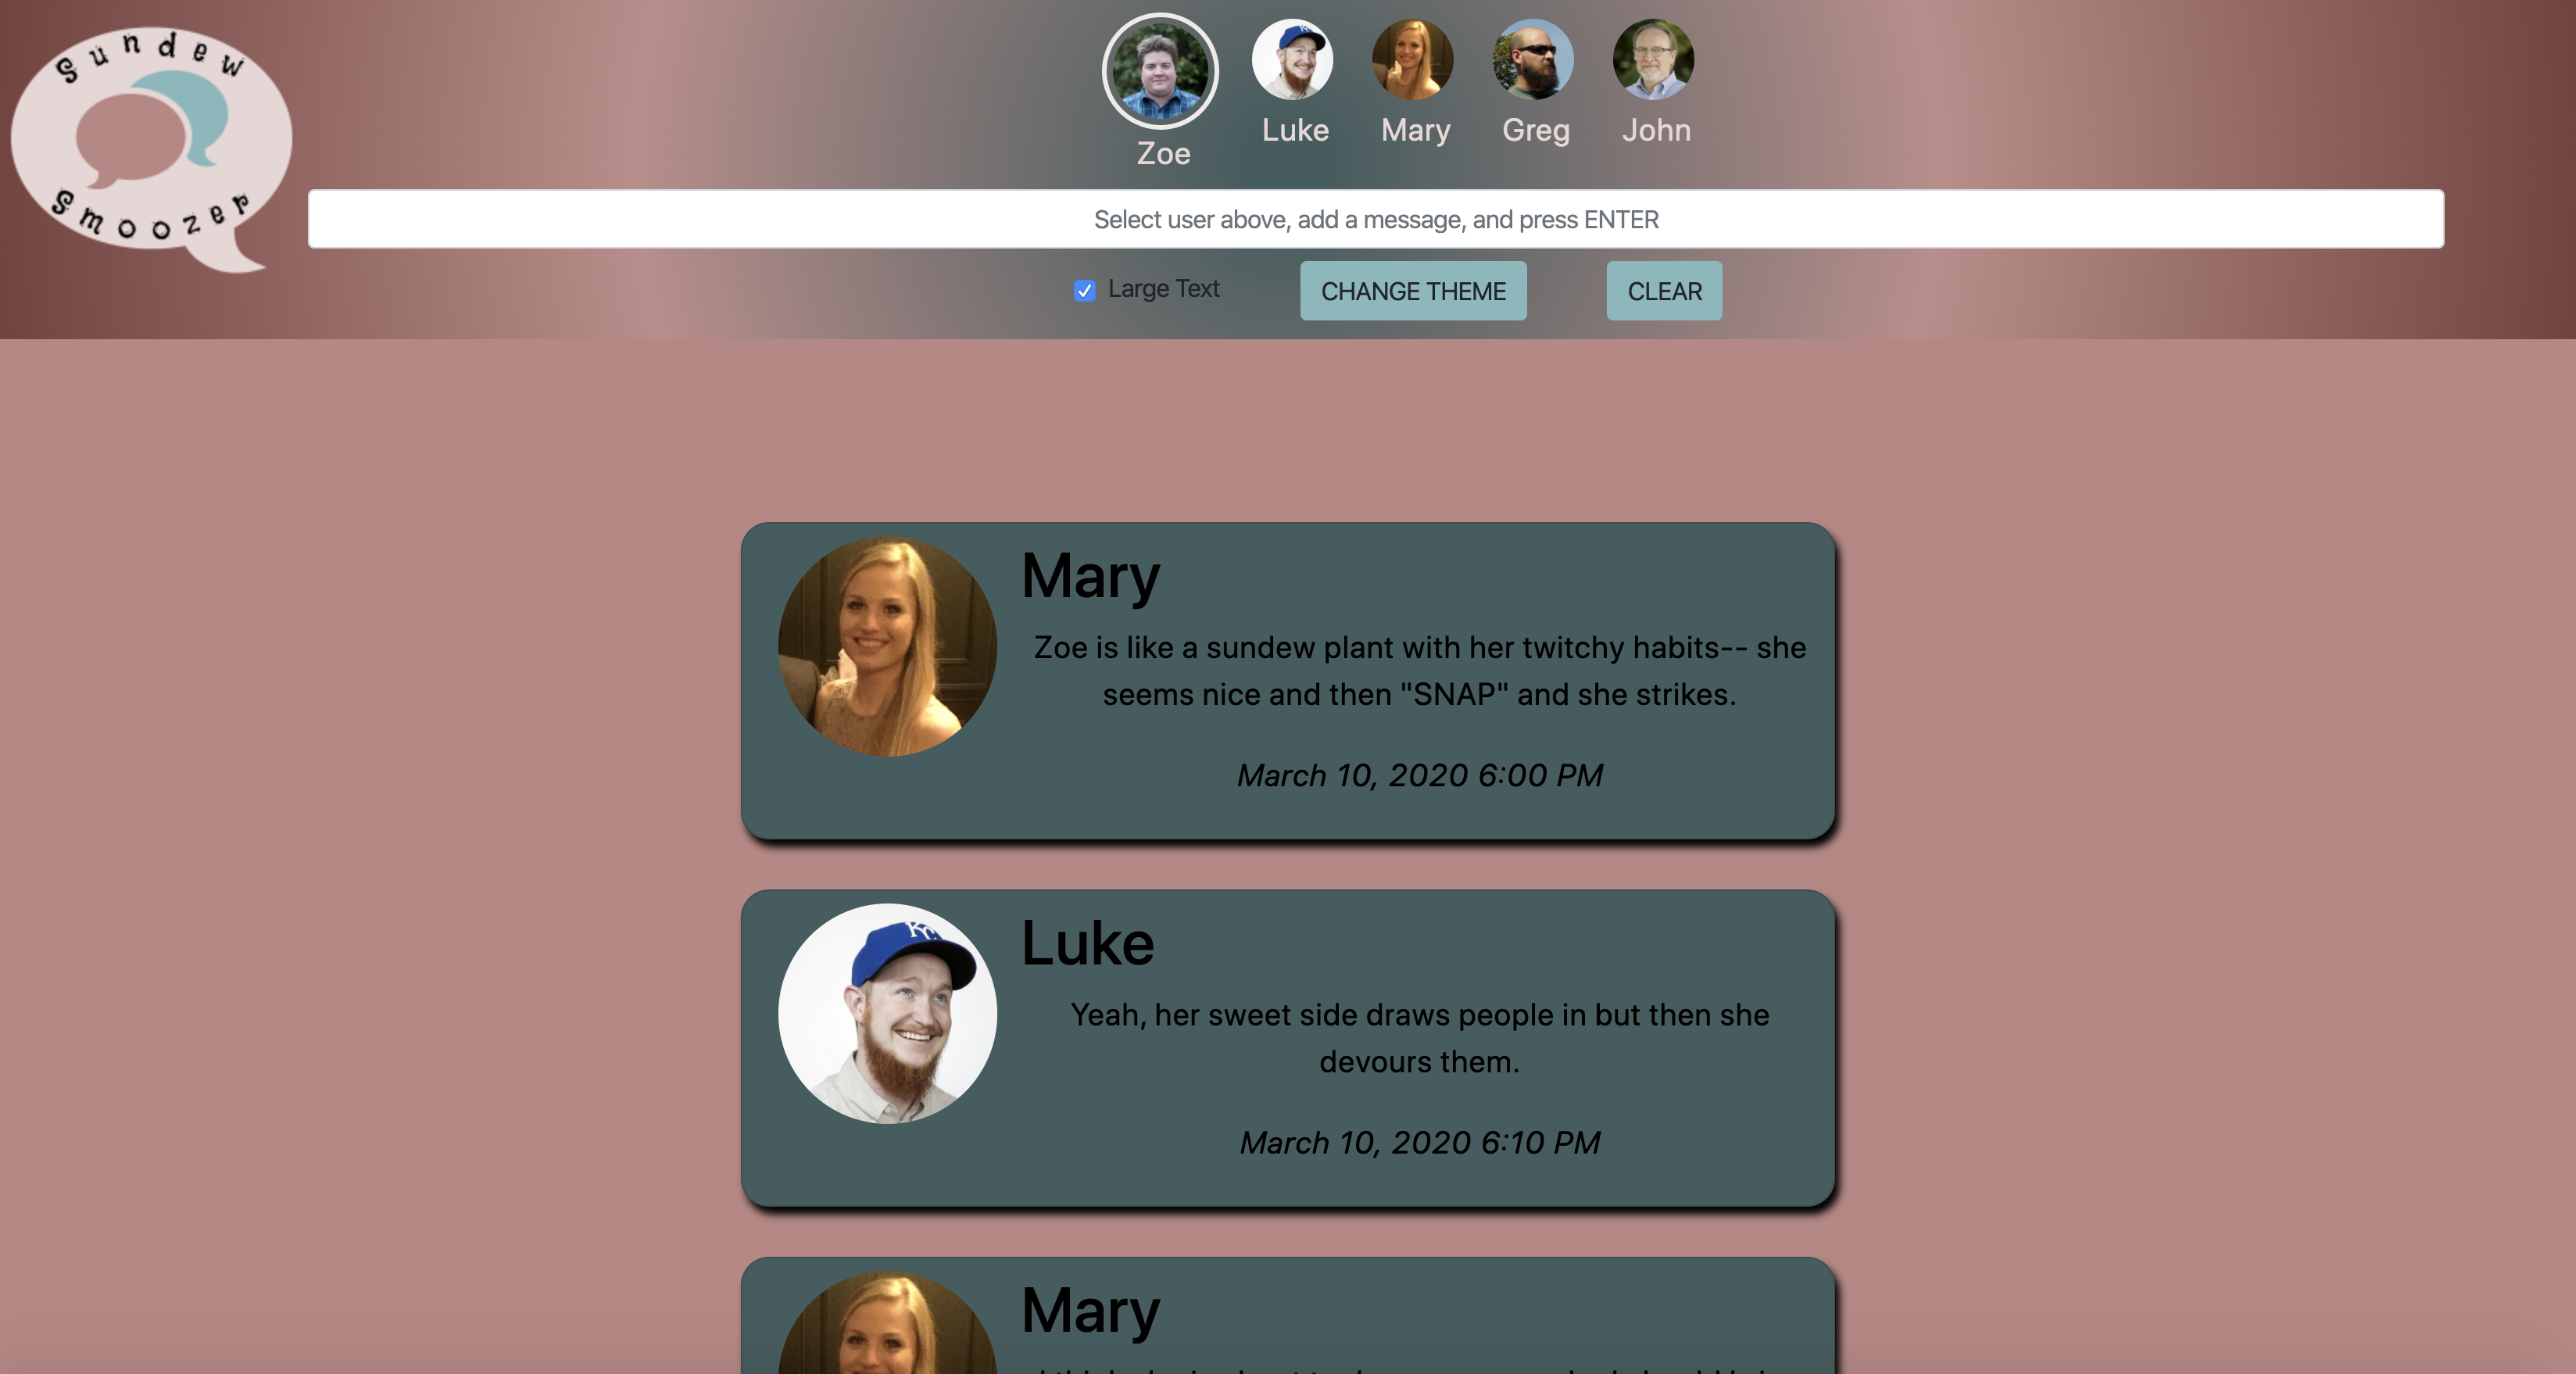 Sundew
Smoozer
Zoe
Luke
Mary
Greg
John
Select user above, add a message, and press ENTER
Large Text
CHANGE THEME
CLEAR
Mary
Zoe is like a sundew plant with her twitchy habits-- she
seems nice and then "SNAP" and she strikes.
March 10, 2020 6:00 PM
KC
Luke
Yeah, her sweet side draws people in but then she
devours them.
March 10, 2020 6:10 PM
Mary